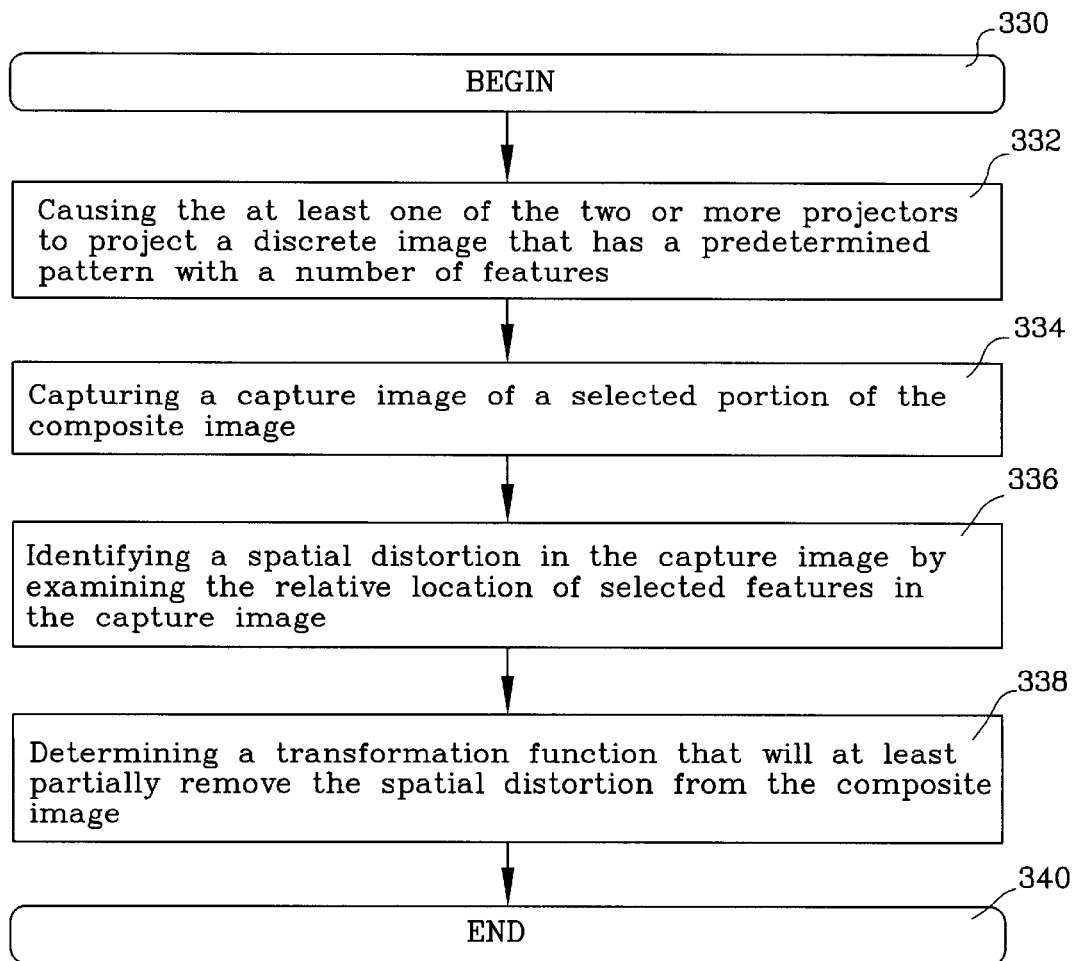 330
BEGIN
332
Causing the at least one of the two or more projectors
to project a discrete image that has a predetermined
pattern with a number of features
334
Capturing a capture image of a selected portion of the
composite image
336
Identifying a spatial distortion in the capture image by
examining the relative location of selected features in
the capture image
338
Determining a transformation function that will at least
partially remove the spatial distortion from the composite
image
340
END